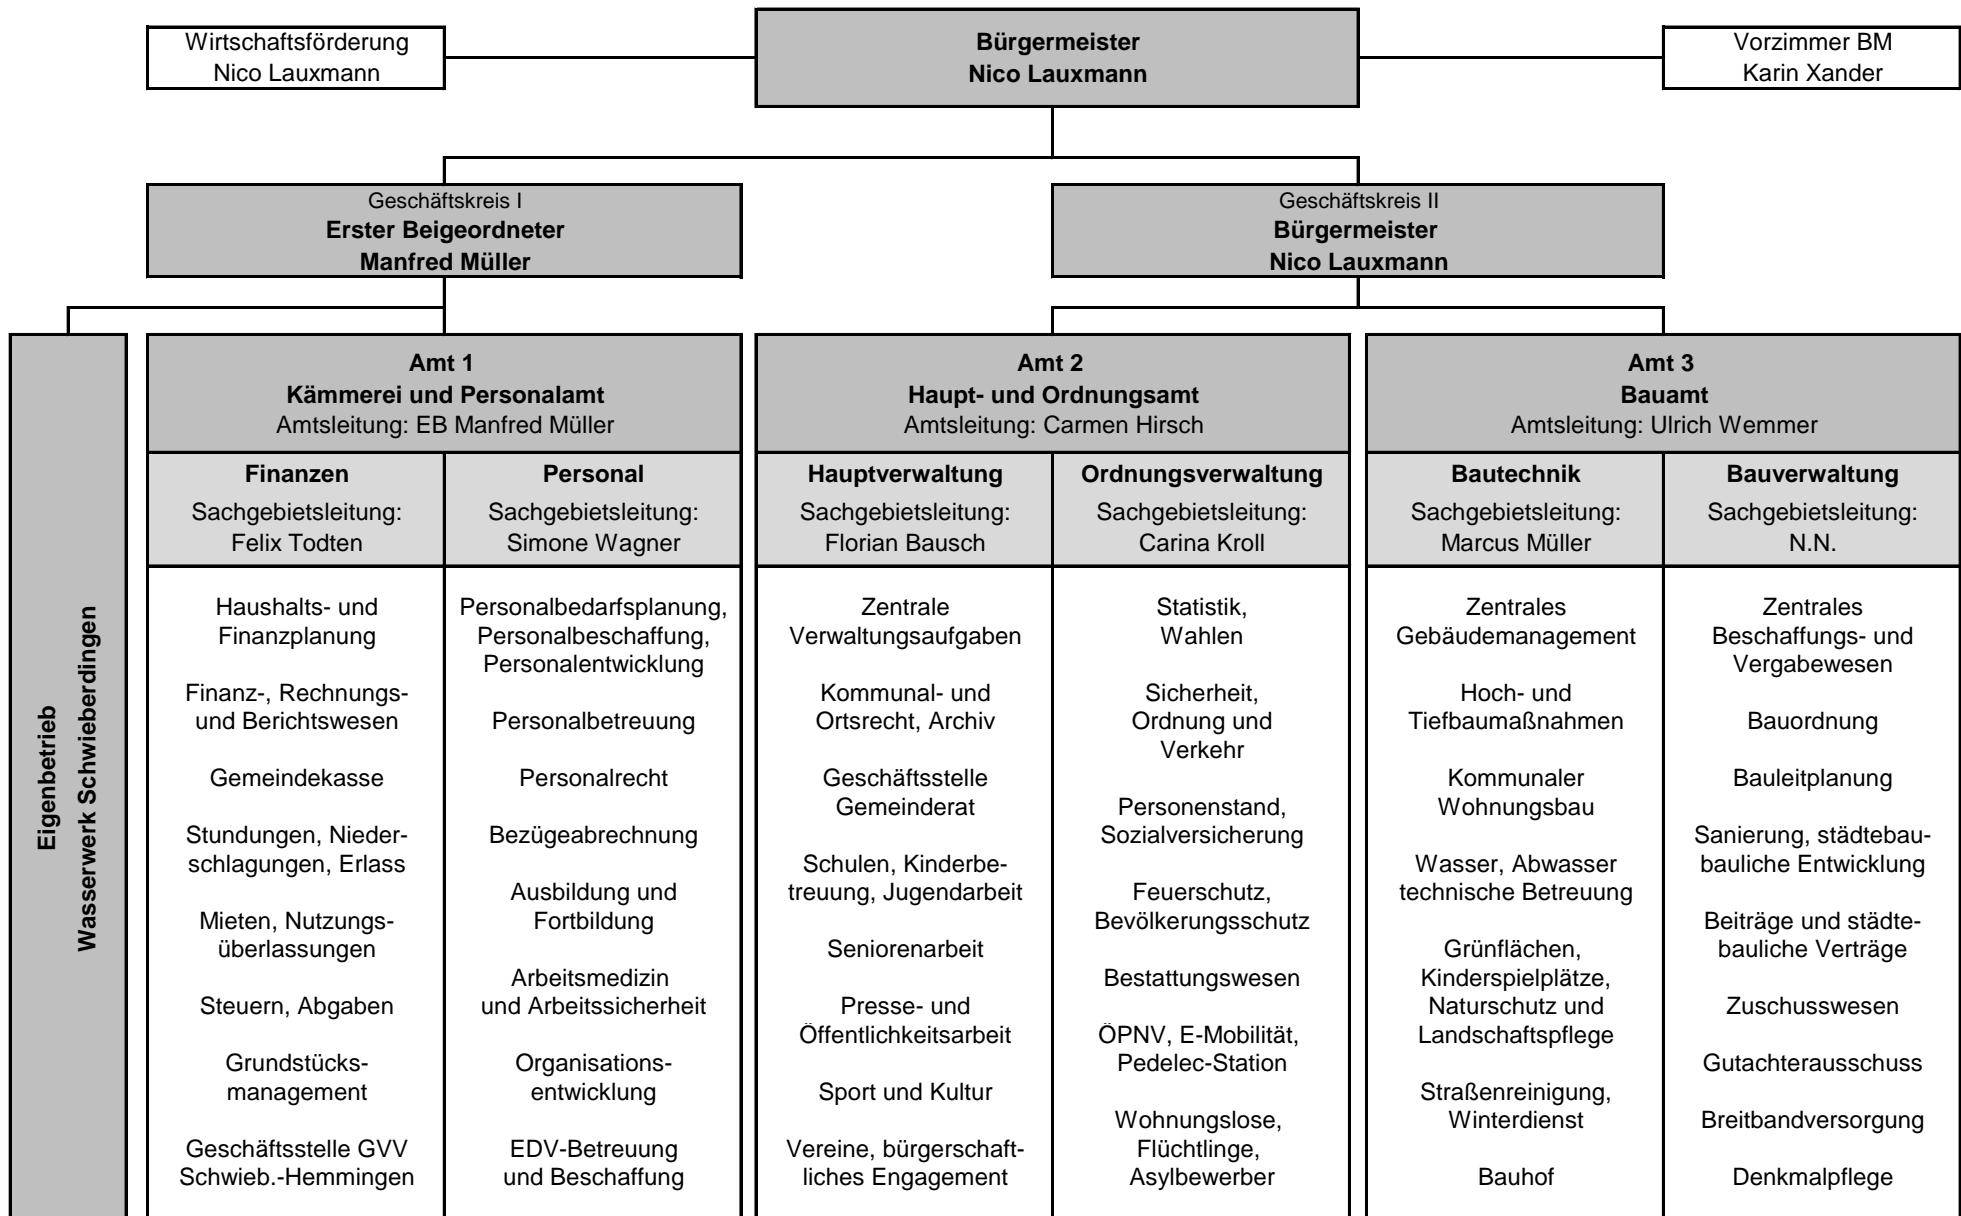 Wirtschaftsförderung
Nico Lauxmann
Bürgermeister
Nico Lauxmann
Vorzimmer BM
Karin Xander
Geschäftskreis I
Erster Beigeordneter
Manfred Müller
Geschäftskreis II
Bürgermeister
Nico Lauxmann
Eigenbetrieb
Wasserwerk Schwieberdingen
Amt 1
Kämmerei und Personalamt
Amtsleitung: EB Manfred Müller
Finanzen
Sachgebietsleitung:
Felix Todten
Haushalts- und
Finanzplanung
Finanz-, Rechnungs-
und Berichtswesen
Gemeindekasse
Stundungen, Nieder-
schlagungen, Erlass
Mieten, Nutzungs-
überlassungen
Steuern, Abgaben
Grundstücks-
management
Geschäftsstelle GVV
Schwieb.-Hemmingen
Personal
Sachgebietsleitung:
Simone Wagner
Personalbedarfsplanung,
Personalbeschaffung,
Personalentwicklung
Personalbetreuung
Personalrecht
Bezügeabrechnung
Ausbildung und
Fortbildung
Arbeitsmedizin
und Arbeitssicherheit
Organisations-
entwicklung
EDV-Betreuung
und Beschaffung
Amt 2
Haupt- und Ordnungsamt
Amtsleitung: Carmen Hirsch
Hauptverwaltung
Sachgebietsleitung:
Florian Bausch
Zentrale
Verwaltungsaufgaben
Kommunal- und
Ortsrecht, Archiv
Geschäftsstelle
Gemeinderat
Schulen, Kinderbe-
treuung, Jugendarbeit
Seniorenarbeit
Presse- und
Öffentlichkeitsarbeit
Sport und Kultur
Vereine, bürgerschaft-
liches Engagement
Ordnungsverwaltung
Sachgebietsleitung:
Carina Kroll
Statistik,
Wahlen
Sicherheit,
Ordnung und
Verkehr
Personenstand,
Sozialversicherung
Feuerschutz,
Bevölkerungsschutz
Bestattungswesen
ÖPNV, E-Mobilität,
Pedelec-Station
Wohnungslose,
Flüchtlinge,
Asylbewerber
Amt 3
Bauamt
Amtsleitung: Ulrich Wemmer
Bautechnik
Sachgebietsleitung:
Marcus Müller
Zentrales
Gebäudemanagement
Hoch- und
Tiefbaumaßnahmen
Kommunaler
Wohnungsbau
Wasser, Abwasser
technische Betreuung
Grünflächen,
Kinderspielplätze,
Naturschutz und
Landschaftspflege
Straßenreinigung,
Winterdienst
Bauhof
Bauverwaltung
Sachgebietsleitung:
N.N.
Zentrales
Beschaffungs- und
Vergabewesen
Bauordnung
Bauleitplanung
Sanierung, städtebau-
bauliche Entwicklung
Beiträge und städte-
bauliche Verträge
Zuschusswesen
Gutachterausschuss
Breitbandversorgung
Denkmalpflege